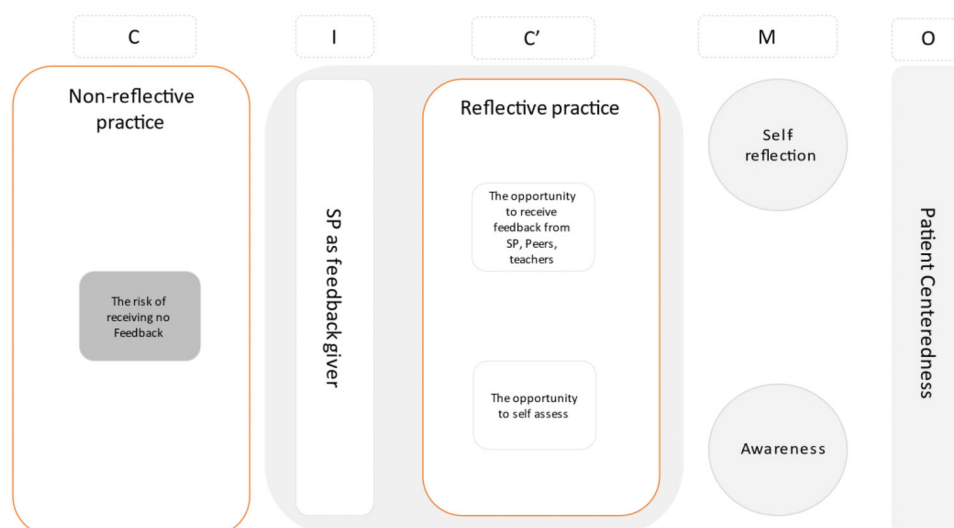 C
I
C’
M
O
Non-reflective
practice
The risk of
receiving no
Feedback
SP as feedback giver
Reflective practice
The opportunity
to receive
feedback from
SP, Peers,
teachers
The opportunity
to self assess
Self
reflection
Awareness
Patient Centeredness